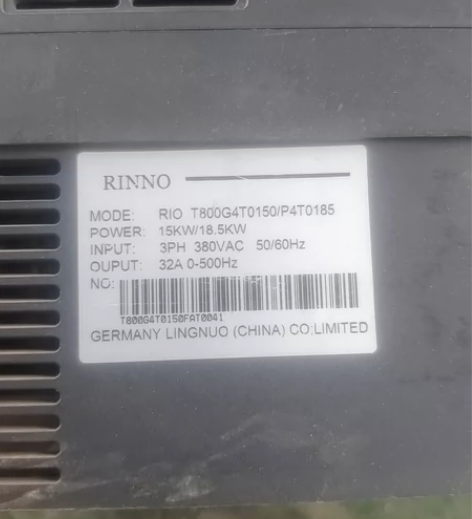 RINNO
MODE: RIO T800G4T0150/P4T0185
POWER: 15KW/18.5KW
INPUT: 3PH 380VAC 50/60Hz
OUPUT: 32A 0-500Hz
NO:
T800G4T0150FAT0041
GERMANY LINGNUO (CHINA) CO;LIMITED